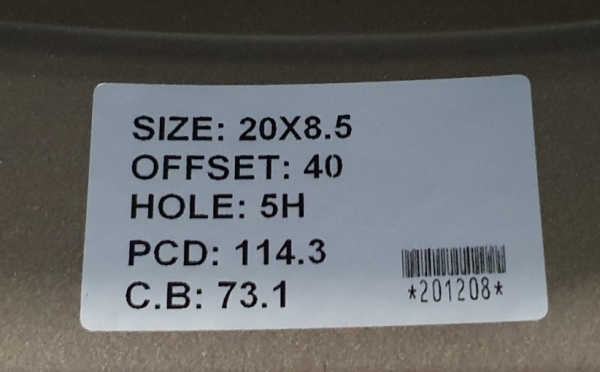 SIZE: 20X8.5
OFFSET: 40
HOLE: 5H
PCD: 114.3
C.B: 73.1
*201208*